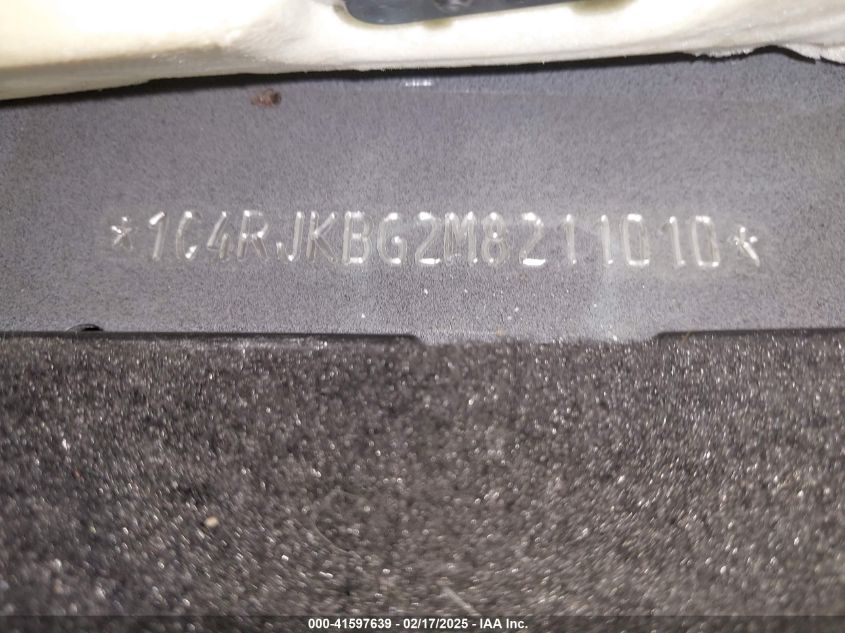 *1C4RJKBG2M8211010*
000-41597639 - 02/17/2025 - IAA Inc.